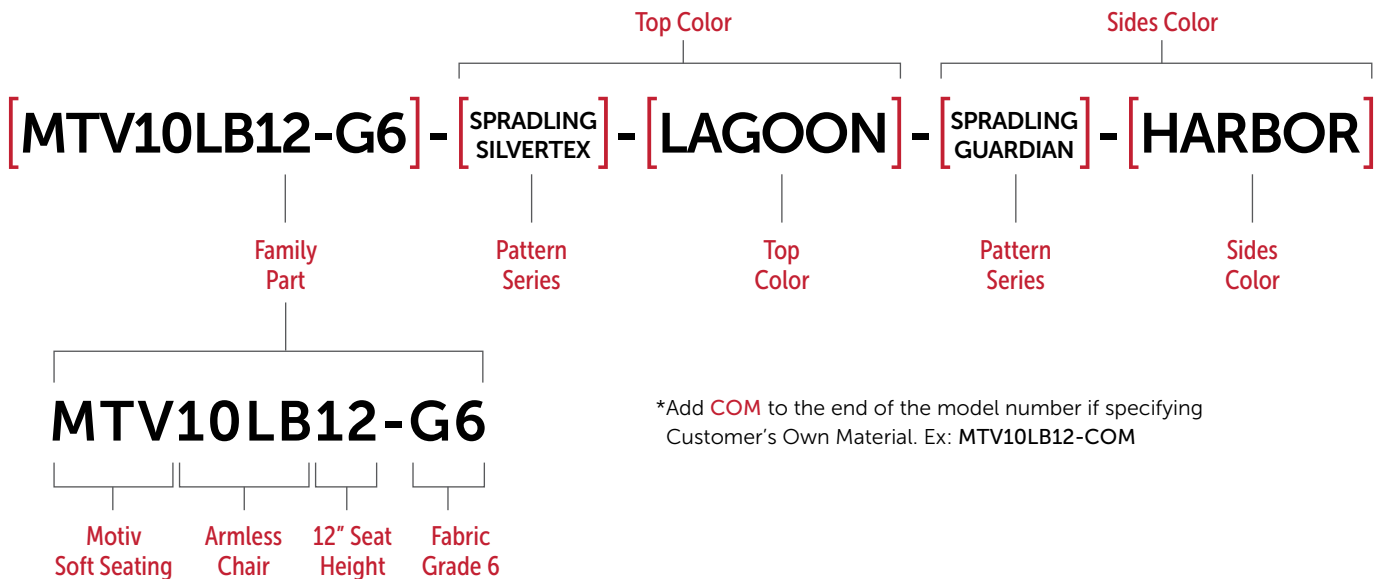 Top Color
Sides Color
[MTV10LB12-G6] - [SPRADLING SILVERTEX] - [LAGOON] - [SPRADLING GUARDIAN] - [HARBOR]
Family
Part
Pattern
Series
Top
Color
Pattern
Series
Sides
Color
MTV10LB12-G6
*Add COM to the end of the model number if specifying
Customer's Own Material. Ex: MTV10LB12-COM
Motiv
Soft Seating
Armless
Chair
12" Seat
Height
Fabric
Grade 6